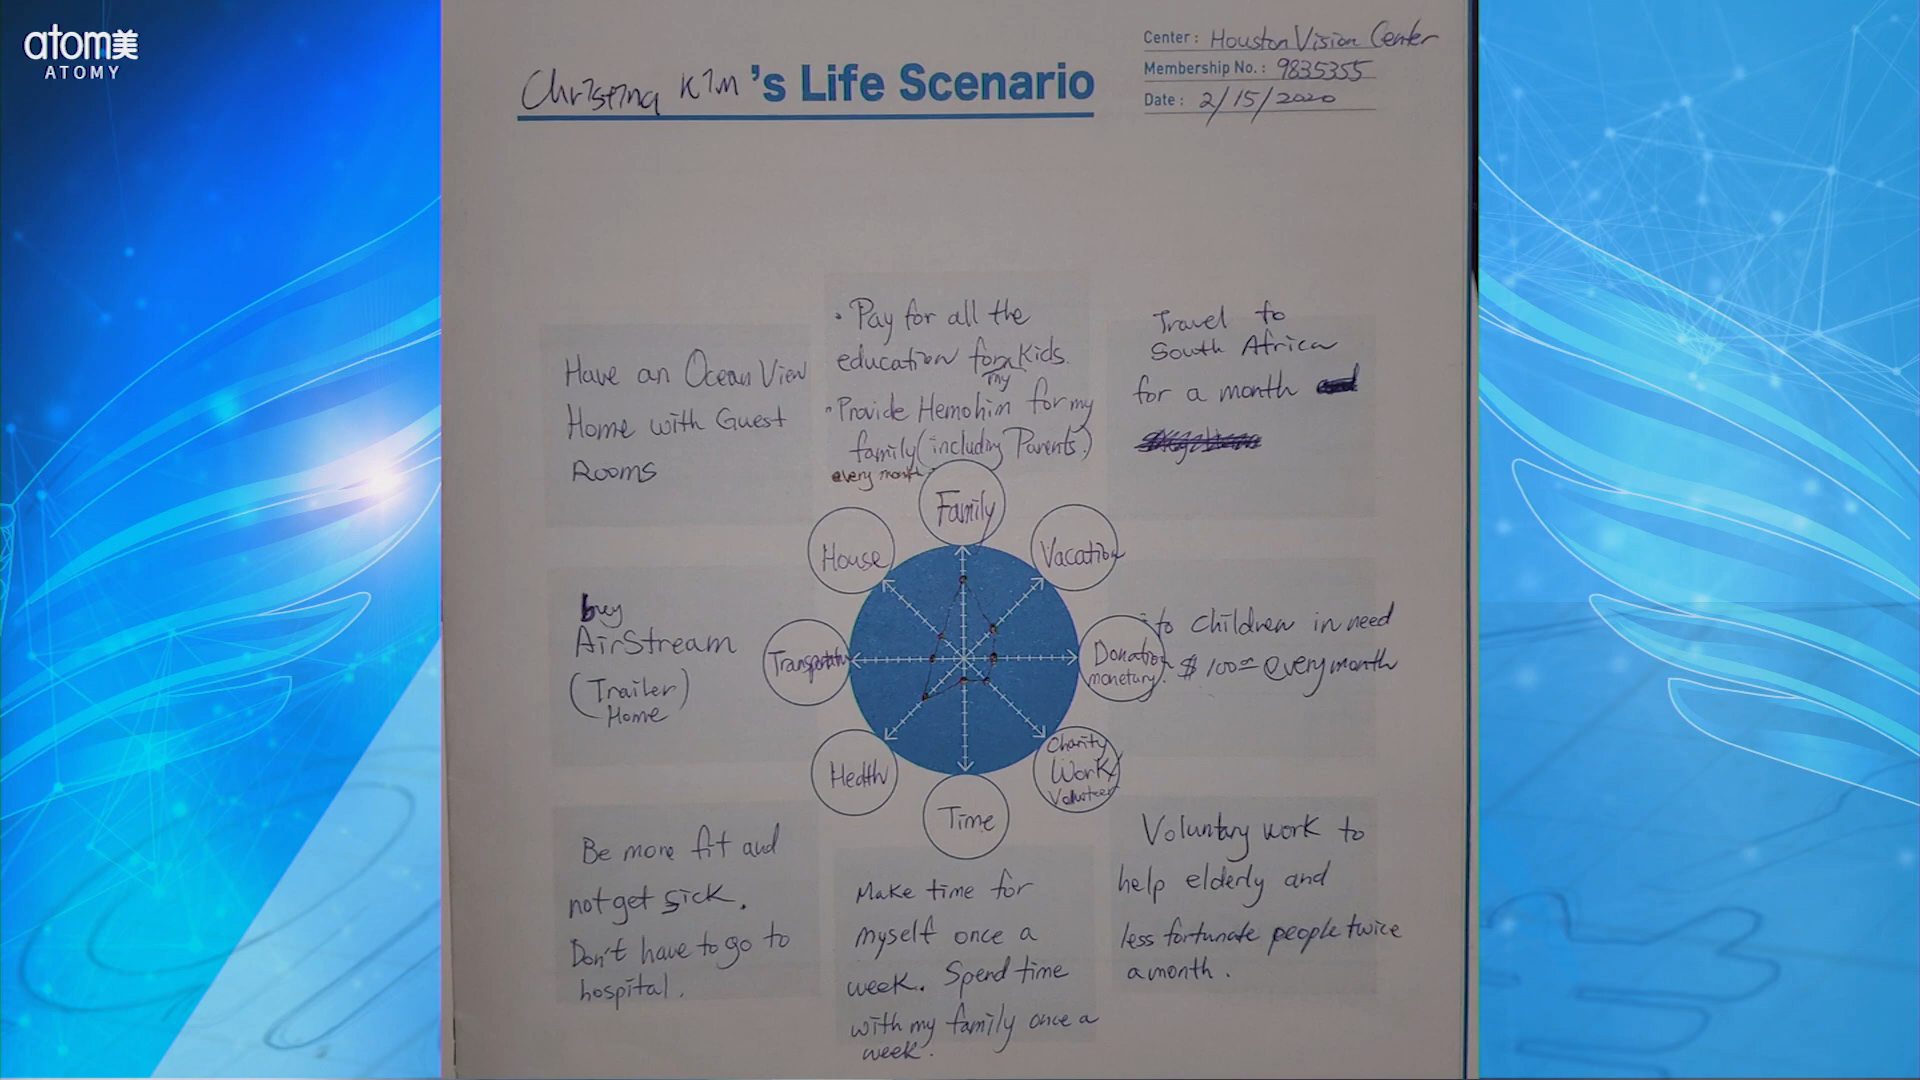 atom美
ATOMY
Center : Houston Vision Center
Membership No. : 9835355
Date : 2/15/2020
Christina Kim 's Life Scenario
Have an Ocean View
Home with Guest
Rooms
• Pay for all the
education for my Kids.
• Provide Hemohim for my
family (including Parents.)
every month
Travel to
South Africa
for a month
Family
House
Vacation
buy
AirStream
(Trailer
Home)
Transportation
Donation
monetary.
to children in need
$100 every month
Health
Time
Charity
Work/
Volunteer
Be more fit and
not get sick.
Don't have to go to
hospital.
Make time for
myself once a
week. Spend time
with my family once a
week.
Voluntary work to
help elderly and
less fortunate people twice
a month.